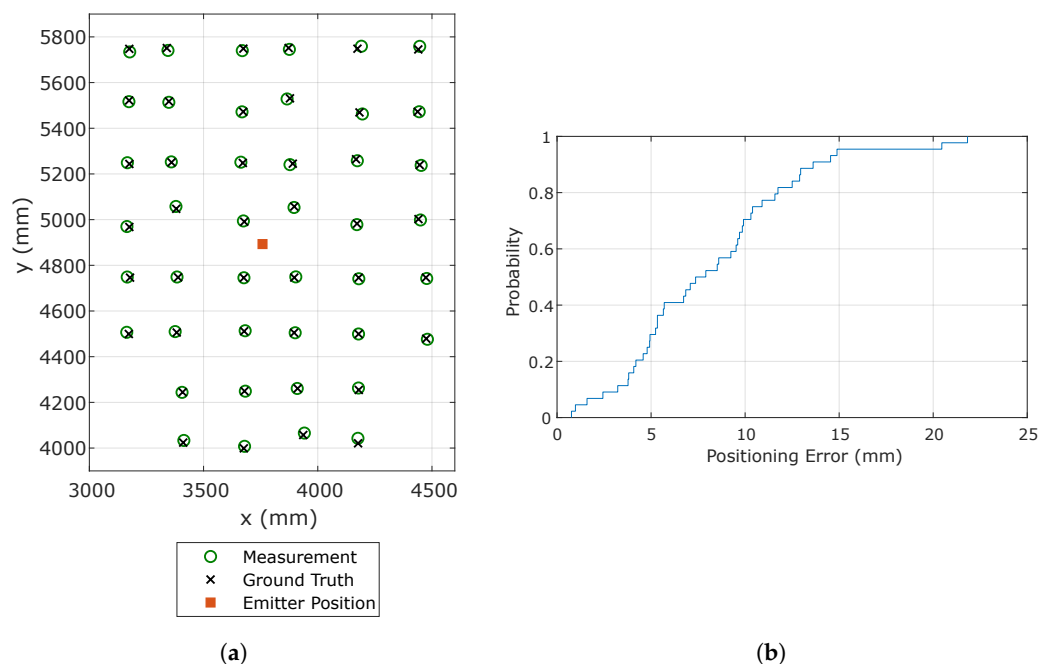 5800
5600
5400
5200
5000
4800
4600
4400
4200
4000
y (mm)
3000 3500 4000 4500
x (mm)
Measurement
Ground Truth
Emitter Position
(a)
1
0.8
0.6
0.4
0.2
0
Probability
0 5 10 15 20 25
Positioning Error (mm)
(b)